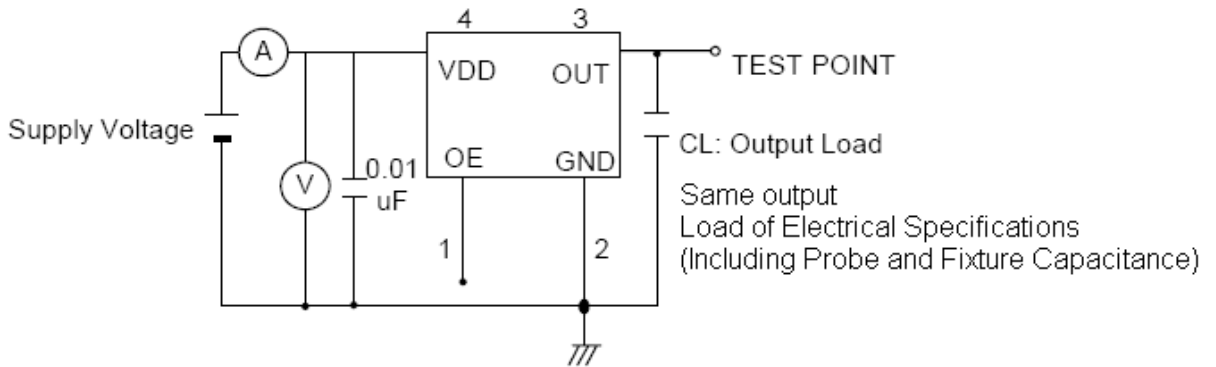 4
3
A
VDD
OUT
TEST POINT
Supply Voltage
CL: Output Load
OE
GND
0.01
uF
V
Same output
Load of Electrical Specifications
(Including Probe and Fixture Capacitance)
1
2